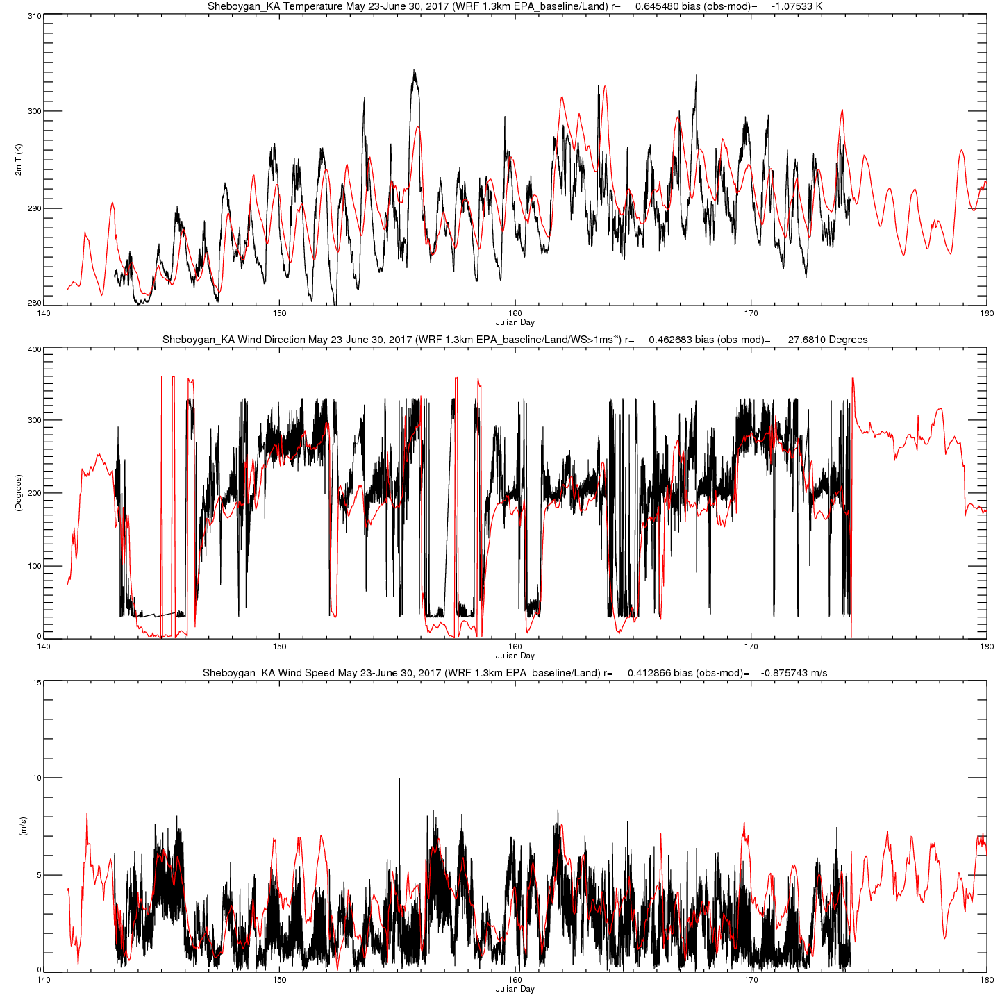 Sheboygan_KA Temperature May 23-June 30, 2017 (WRF 1.3km EPA_baseline/Land) r= 0.645480 bias (obs-mod)= -1.07533 K
310
300
290
280
2m T (K)
140 150 160 170 180
Julian Day
Sheboygan_KA Wind Direction May 23-June 30, 2017 (WRF 1.3km EPA_baseline/Land/WS>1ms-s) r= 0.462683 bias (obs-mod)= 27.6810 Degrees
400
300
200
100
0
(Degrees)
140 150 160 170 180
Julian Day
Sheboygan_KA Wind Speed May 23-June 30, 2017 (WRF 1.3km EPA_baseline/Land) r= 0.412866 bias (obs-mod)= -0.875743 m/s
15
10
5
0
(m/s)
140 150 160 170 180
Julian Day